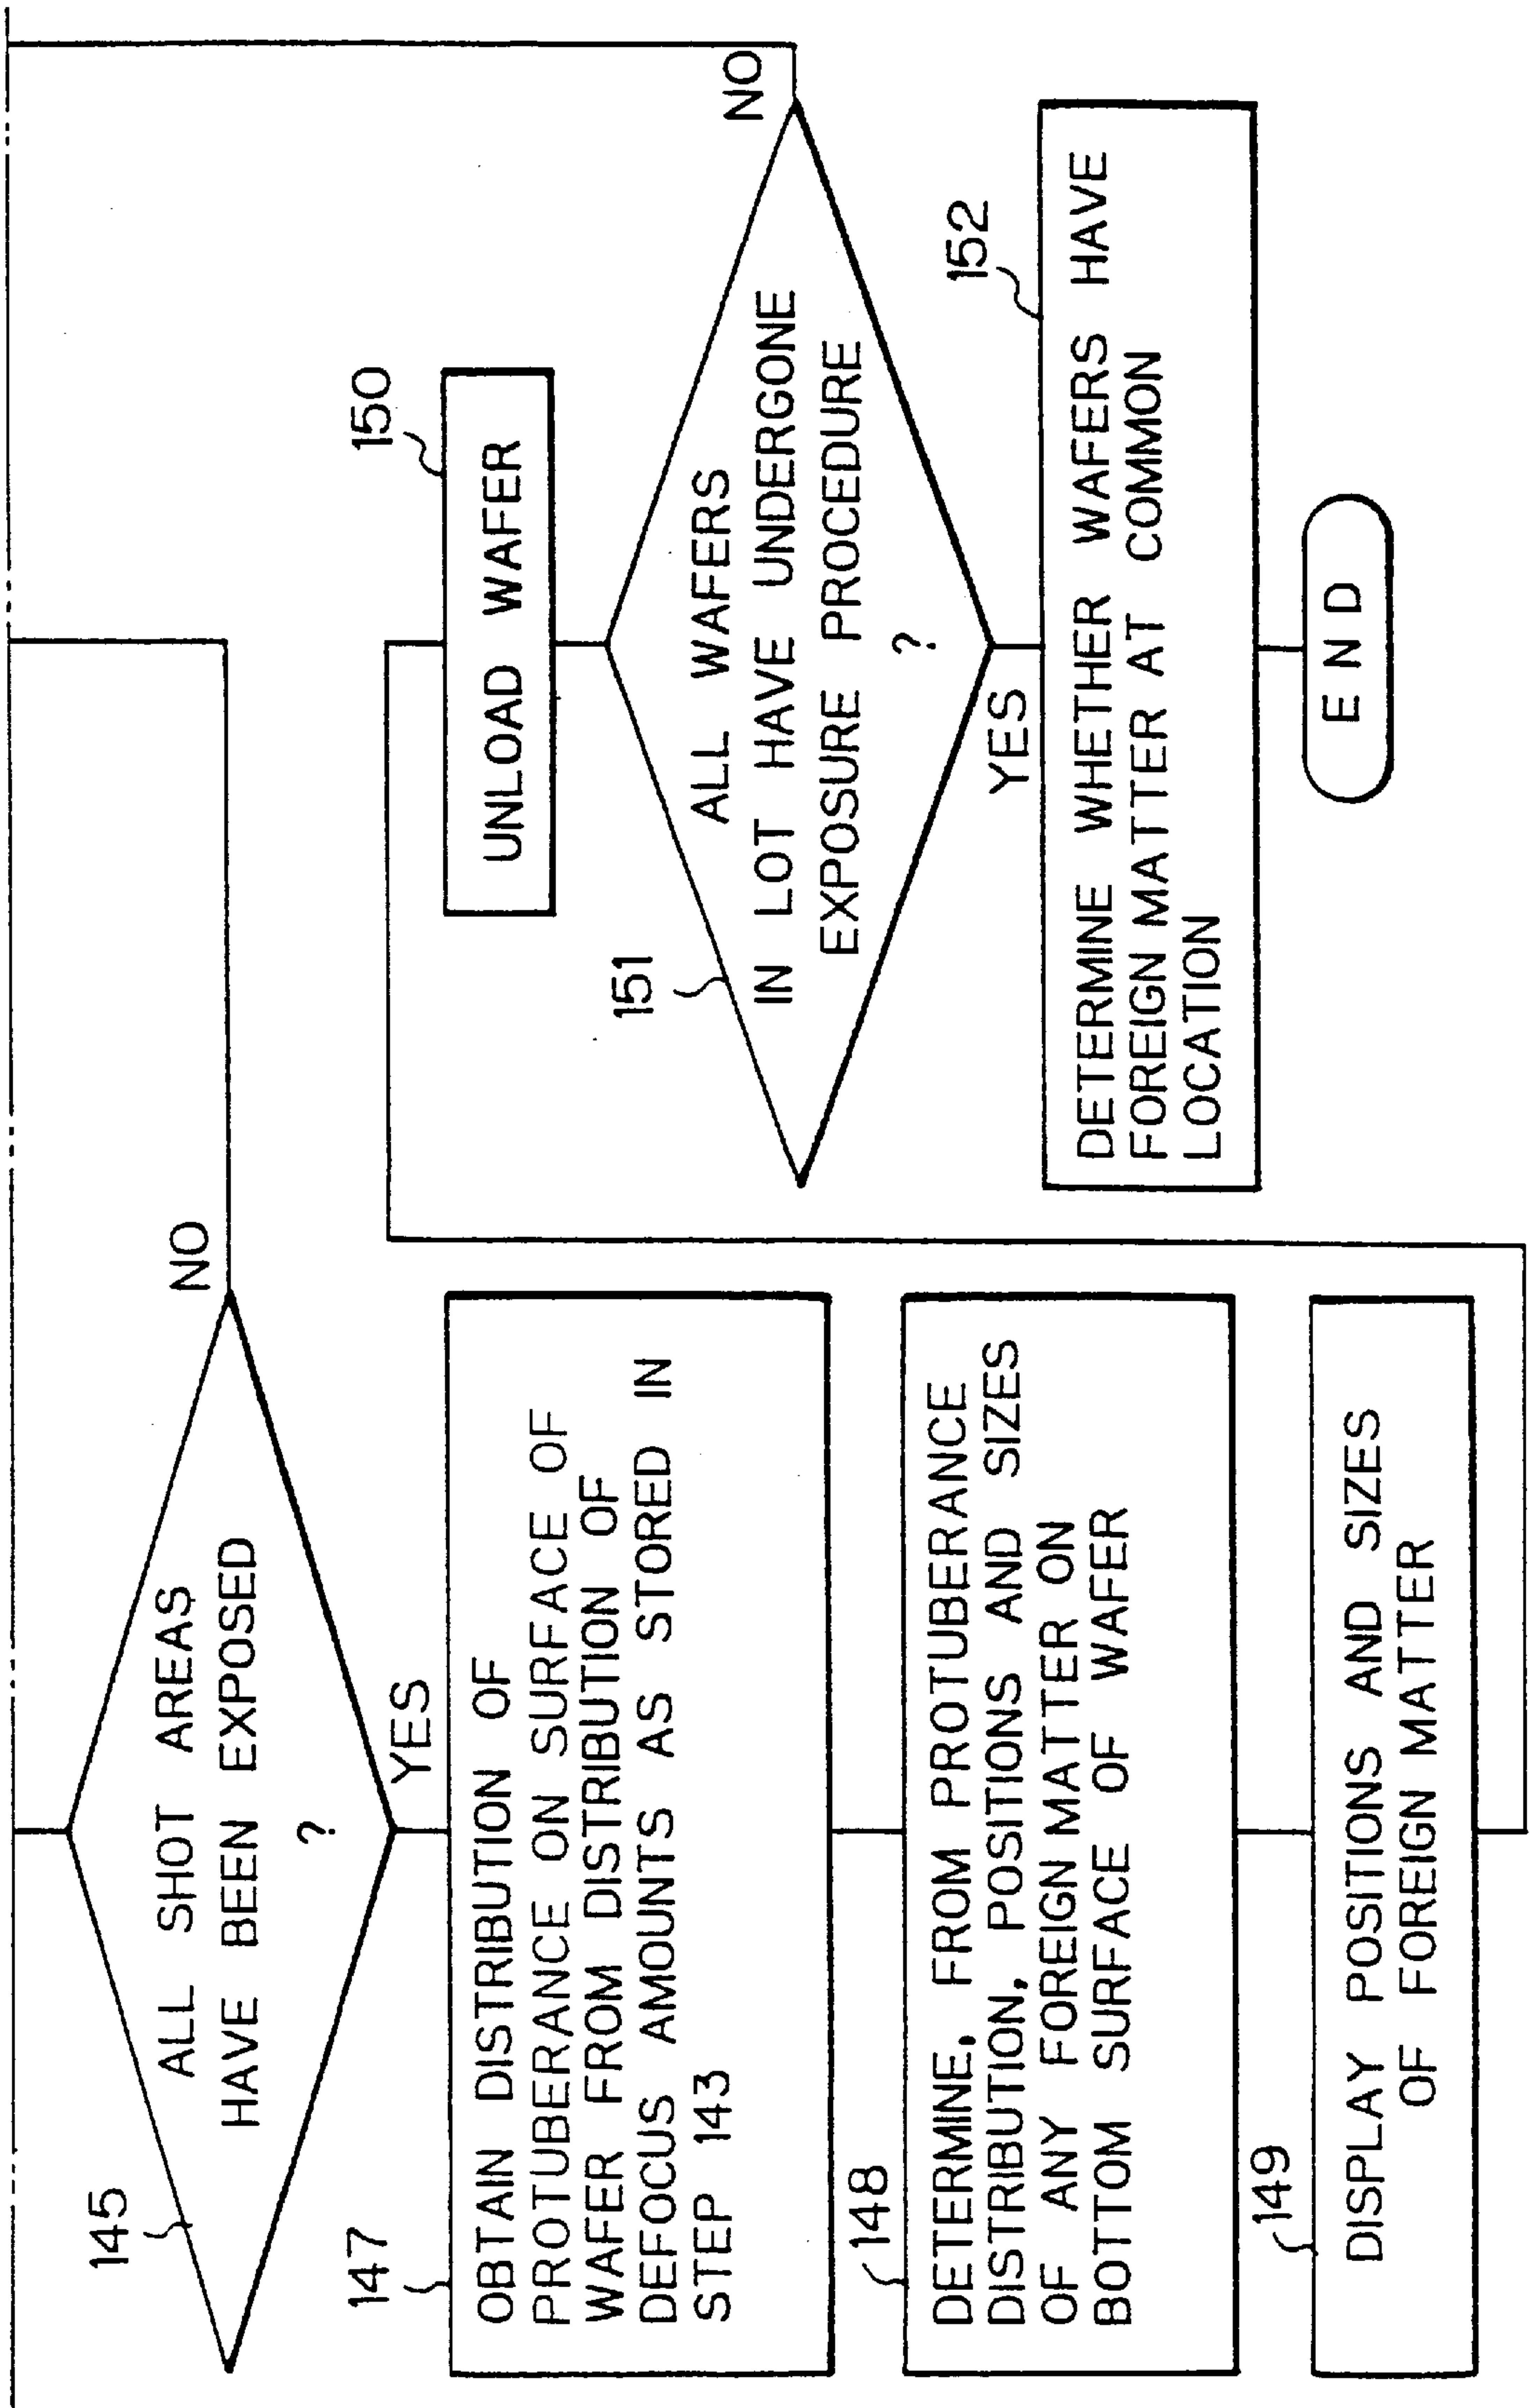 145
ALL SHOT AREAS
HAVE BEEN EXPOSED
?
NO
YES
147
OBTAIN DISTRIBUTION OF
PROTUBERANCE ON SURFACE OF
WAFER FROM DISTRIBUTION OF
DEFOCUS AMOUNTS AS STORED IN
STEP 143
148
DETERMINE, FROM PROTUBERANCE
DISTRIBUTION, POSITIONS AND SIZES
OF ANY FOREIGN MATTER ON
BOTTOM SURFACE OF WAFER
149
DISPLAY POSITIONS AND SIZES
OF FOREIGN MATTER
150
UNLOAD WAFER
151
ALL WAFERS
IN LOT HAVE UNDERGONE
EXPOSURE PROCEDURE
?
NO
YES
152
DETERMINE WHETHER WAFERS HAVE
FOREIGN MATTER AT COMMON
LOCATION
END